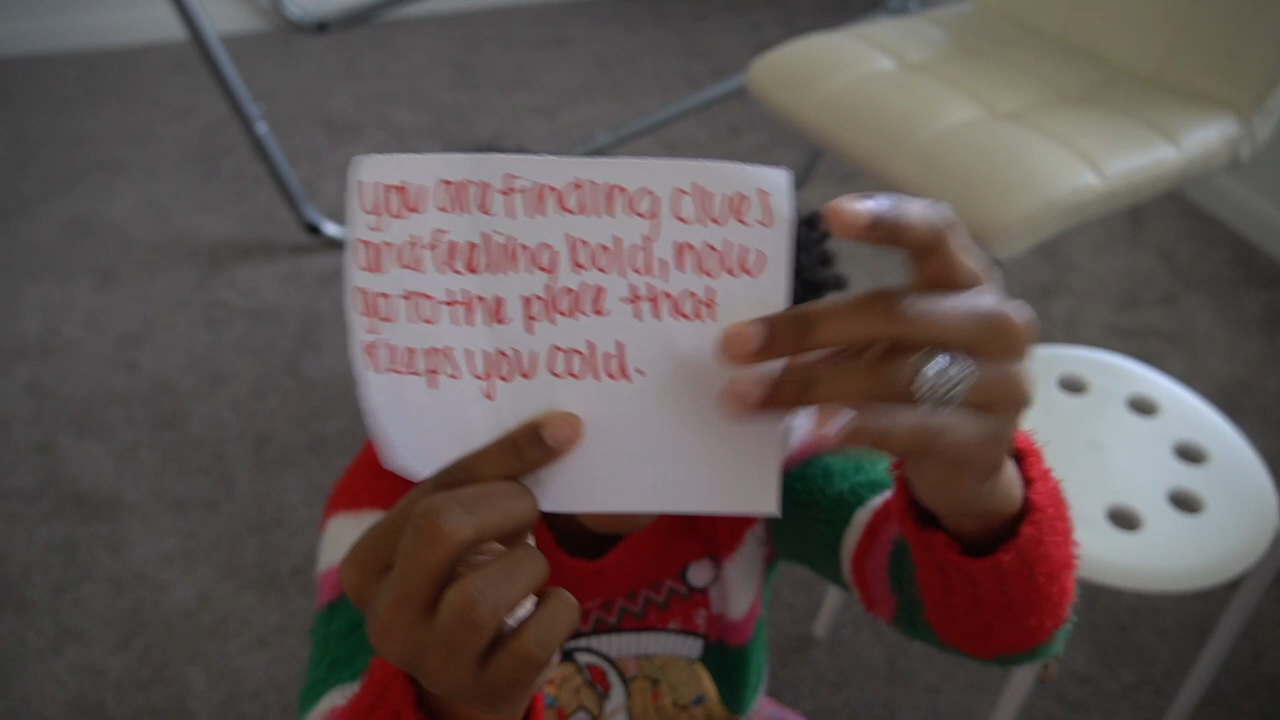 you are finding clues
and feeling bold, now
go to the place that
keeps you cold.